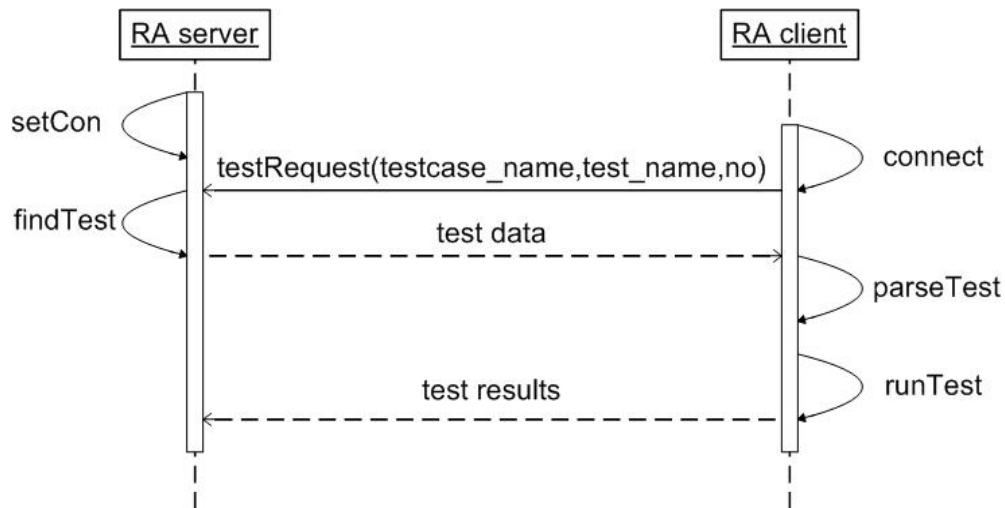 RA server
RA client
setCon
connect
testRequest(testcase_name,test_name,no)
findTest
test data
parseTest
test results
runTest